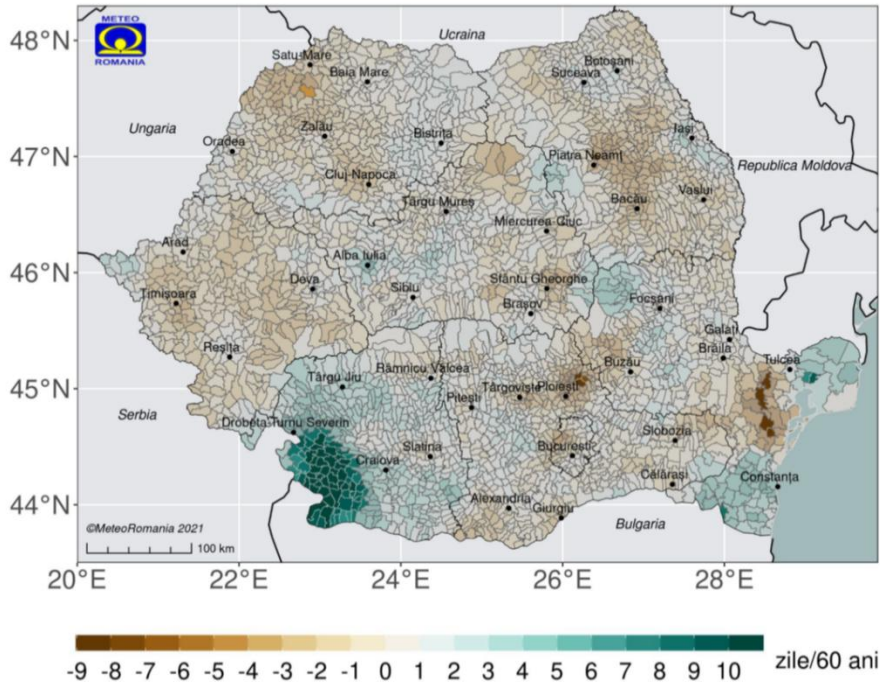 48°N
47°N
46°N
45°N
44°N
METEO
ROMANIA
Ucraina
Satu Mare
Baia Mare
Botoșani
Suceava
Ungaria
Oradea
Zalău
Bistrița
Iași
Cluj-Napoca
Piatra Neamț
Republica Moldova
Târgu Mureș
Bacău
Vaslui
Miercurea-Ciuc
Arad
Alba Iulia
Deva
Sibiu
Sfântu Gheorghe
Timișoara
Brașov
Focșani
Reșița
Galați
Brăila
Tulcea
Târgu Jiu
Râmnicu Vâlcea
Buzău
Pitești
Târgoviște
Ploiești
Serbia
Drobeta-Turnu Severin
Slatina
Craiova
București
Slobozia
Călărași
Constanța
Alexandria
Giurgiu
Bulgaria
©MeteoRomania 2021
100 km
20°E 22°E 24°E 26°E 28°E
-9 -8 -7 -6 -5 -4 -3 -2 -1 0 1 2 3 4 5 6 7 8 9 10 zile/60 ani